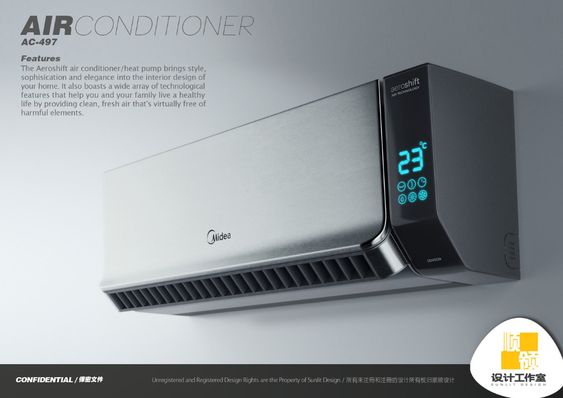 AIRCONDITIONER
AC-497
Features
The Aeroshift air conditioner/heat pump brings style,
sophisication and elegance into the interior design of
your home. It also boasts a wide array of technological
features that help you and your family live a healthy
life by providing clean, fresh air that's virtually free of
harmful elements.
aeroshift
AIR TECHNOLOGY
23°C
Midea
顺领
设计工作室
SUNLIT DESIGN
CONFIDENTIAL / 保密文件
Unregistered and Registered Design Rights are the Property of Sunlit Design / 所有未注册和注册的设计所有权归顺领设计